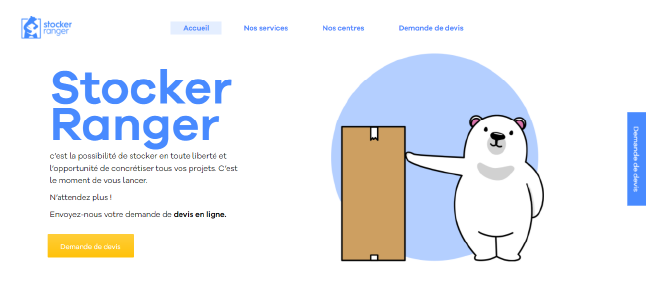 stocker
ranger
Accueil
Nos services
Nos centres
Demande de devis
Stocker
Ranger
c'est la possibilité de stocker en toute liberté et
l'opportunité de concrétiser tous vos projets. C'est
le moment de vous lancer.
N'attendez plus !
Envoyez-nous votre demande de devis en ligne.
Demande de devis
Demande de devis